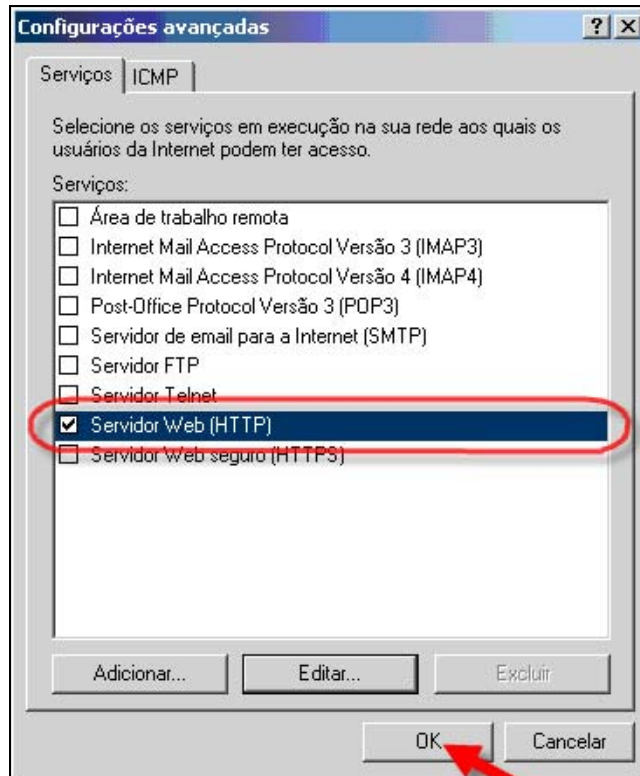 Configurações avançadas
Serviços
ICMP
Selecione os serviços em execução na sua rede aos quais os
usuários da Internet podem ter acesso.
Serviços:
Área de trabalho remota
Internet Mail Access Protocol Versão 3 (IMAP3)
Internet Mail Access Protocol Versão 4 (IMAP4)
Post-Office Protocol Versão 3 (POP3)
Servidor de email para a Internet (SMTP)
Servidor FTP
Servidor Telnet
Servidor Web (HTTP)
Servidor Web seguro (HTTPS)
Adicionar... Editar... Excluir
OK Cancelar